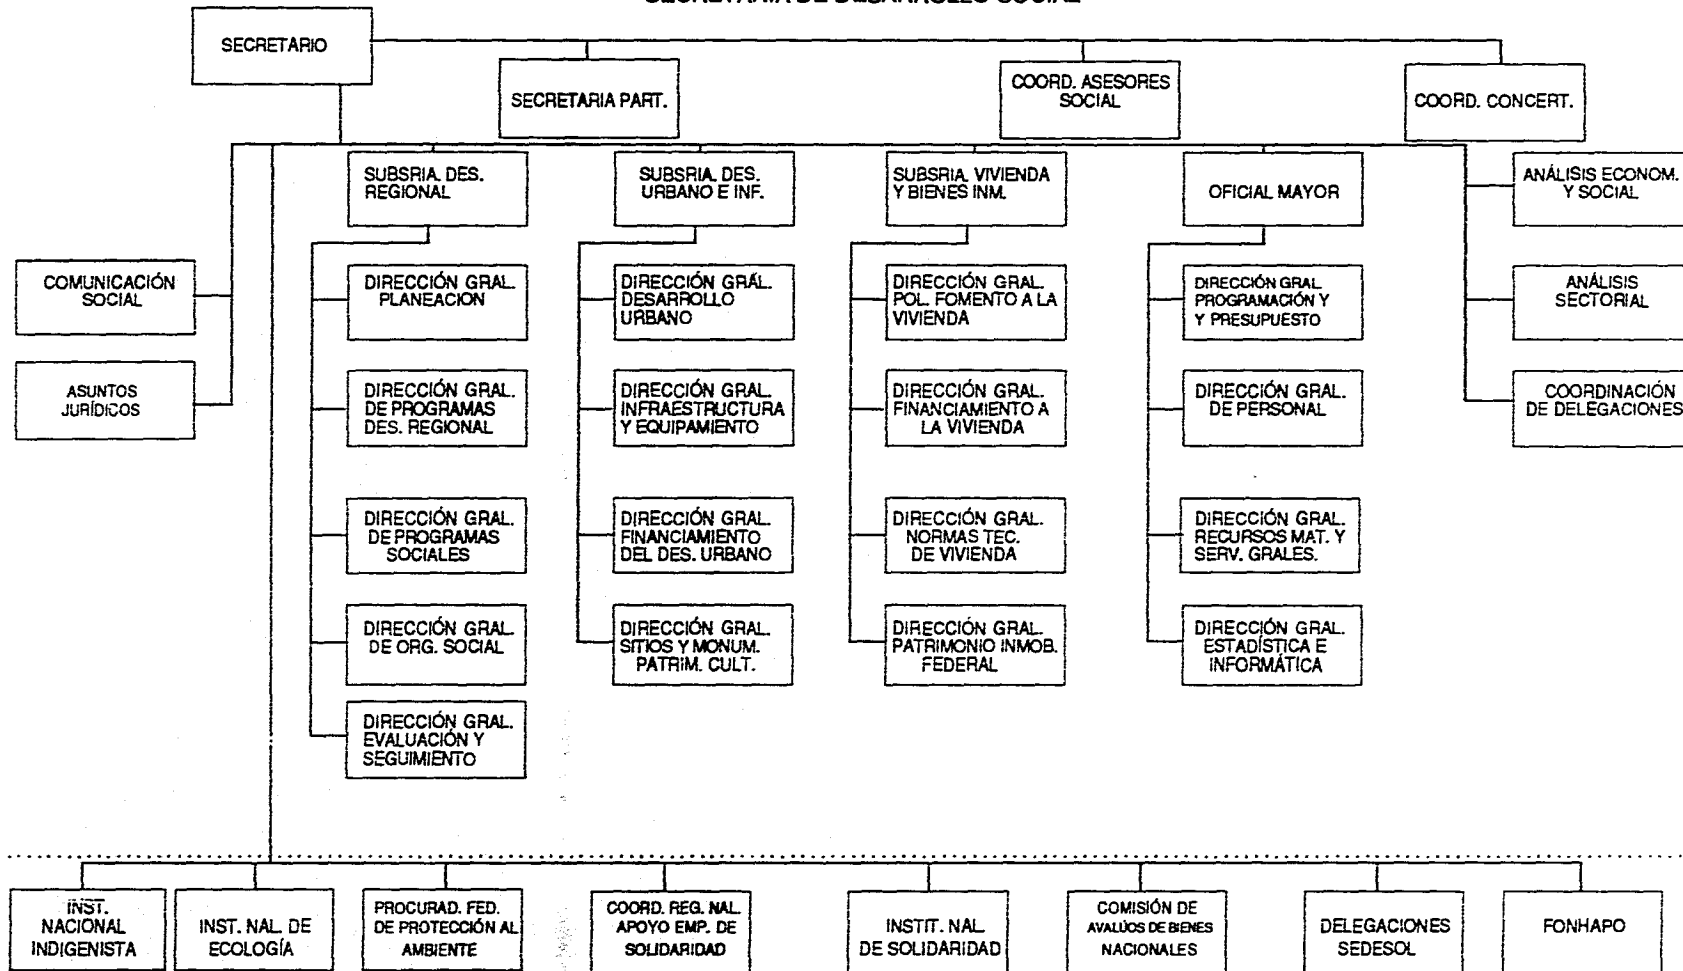 SECRETARIA DE DESARROLLO SOCIAL
SECRETARIO
SECRETARIA PART.
COORD. ASESORES
SOCIAL
COORD. CONCERT.
SUBSRIA. DES.
REGIONAL
SUBSRIA. DES.
URBANO E INF.
SUBSRIA. VIVIENDA
Y BIENES INM.
OFICIAL MAYOR
ANÁLISIS ECONOM.
Y SOCIAL
COMUNICACIÓN
SOCIAL
DIRECCIÓN GRAL.
PLANEACION
DIRECCIÓN GRAL.
DESARROLLO
URBANO
DIRECCIÓN GRAL.
POL. FOMENTO A LA
VIVIENDA
DIRECCIÓN GRAL.
PROGRAMACIÓN Y
Y PRESUPUESTO
ANÁLISIS
SECTORIAL
ASUNTOS
JURÍDICOS
DIRECCIÓN GRAL.
DE PROGRAMAS
DES. REGIONAL
DIRECCIÓN GRAL.
INFRAESTRUCTURA
Y EQUIPAMIENTO
DIRECCIÓN GRAL.
FINANCIAMIENTO A
LA VIVIENDA
DIRECCIÓN GRAL.
DE PERSONAL
COORDINACIÓN
DE DELEGACIONES
DIRECCIÓN GRAL.
DE PROGRAMAS
SOCIALES
DIRECCIÓN GRAL.
FINANCIAMIENTO
DEL DES. URBANO
DIRECCIÓN GRAL.
NORMAS TEC.
DE VIVIENDA
DIRECCIÓN GRAL.
RECURSOS MAT. Y
SERV. GRALES.
DIRECCIÓN GRAL.
DE ORG. SOCIAL
DIRECCIÓN GRAL.
SITIOS Y MONUM.
PATRIM. CULT.
DIRECCIÓN GRAL.
PATRIMONIO INMOB.
FEDERAL
DIRECCIÓN GRAL.
ESTADÍSTICA E
INFORMÁTICA
DIRECCIÓN GRAL.
EVALUACIÓN Y
SEGUIMIENTO
INST.
NACIONAL
INDIGENISTA
INST. NAL. DE
ECOLOGÍA
PROCURAD. FED.
DE PROTECCIÓN AL
AMBIENTE
COORD. REG. NAL.
APOYO EMP. DE
SOLIDARIDAD
INSTIT. NAL.
DE SOLIDARIDAD
COMISIÓN DE
AVALÚOS DE BIENES
NACIONALES
DELEGACIONES
SEDESOL
FONHAPO